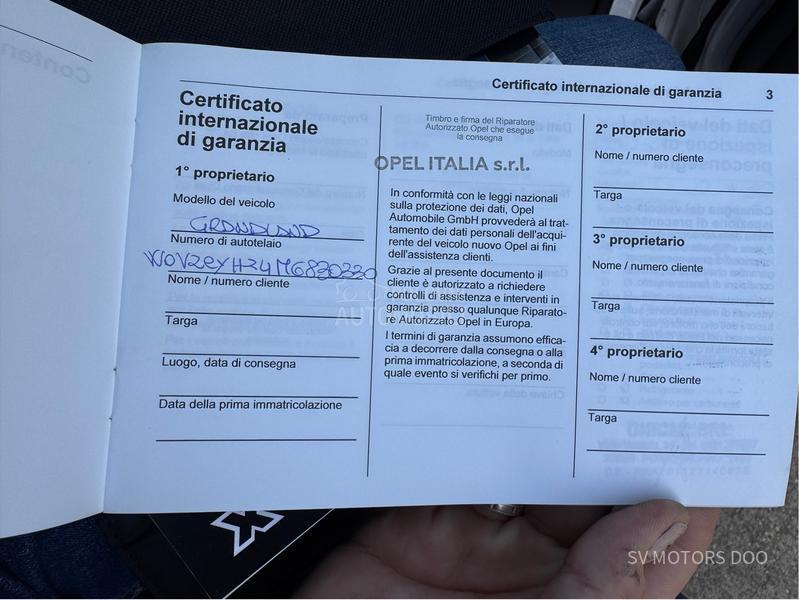 Certificato internazionale di garanzia 3
Certificato
internazionale
di garanzia
1° proprietario
Modello del veicolo
GRANDLAND
Numero di autotelaio
Nome / numero cliente
Targa
Luogo, data di consegna
Data della prima immatricolazione
Timbro e firma del Riparatore
Autorizzato Opel che esegue
la consegna
OPEL ITALIA s.r.l.
In conformità con le leggi nazionali
sulla protezione dei dati, Opel
Automobile GmbH provvederà al trat-
tamento dei dati personali dell'acqui-
rente del veicolo nuovo Opel ai fini
dell'assistenza clienti.
Grazie al presente documento il
cliente è autorizzato a richiedere
controlli di assistenza e interventi in
garanzia presso qualunque Riparato-
re Autorizzato Opel in Europa.
I termini di garanzia assumono effica-
cia a decorrere dalla consegna o alla
prima immatricolazione, a seconda di
quale evento si verifichi per primo.
2° proprietario
Nome / numero cliente
Targa
3° proprietario
Nome / numero cliente
Targa
4° proprietario
Nome / numero cliente
Targa
SV MOTORS DOO